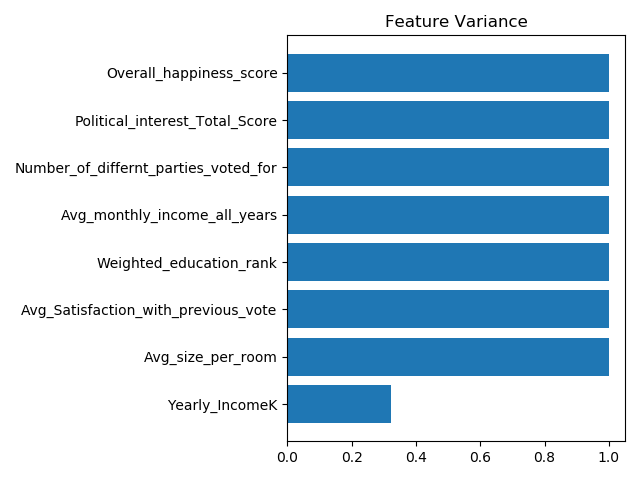 Feature Variance
Overall_happiness_score
Political_interest_Total_Score
Number_of_differnt_parties_voted_for
Avg_monthly_income_all_years
Weighted_education_rank
Avg_Satisfaction_with_previous_vote
Avg_size_per_room
Yearly_IncomeK
0.0 0.2 0.4 0.6 0.8 1.0